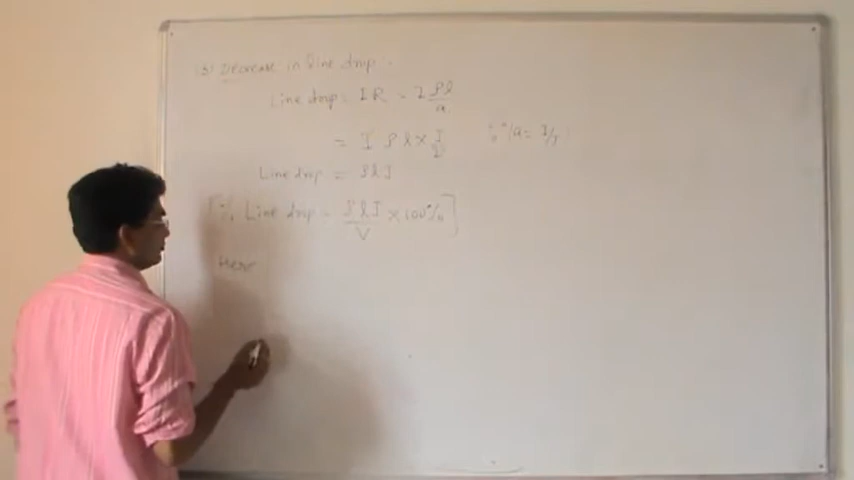 (3) Decrease in line drop :-
Line drop = IR = I ρl/a
= I ρ l × J/I ∵ a = I/J
Line drop = ρlJ
[% Line drop = ρlJ/V × 100%]
Here